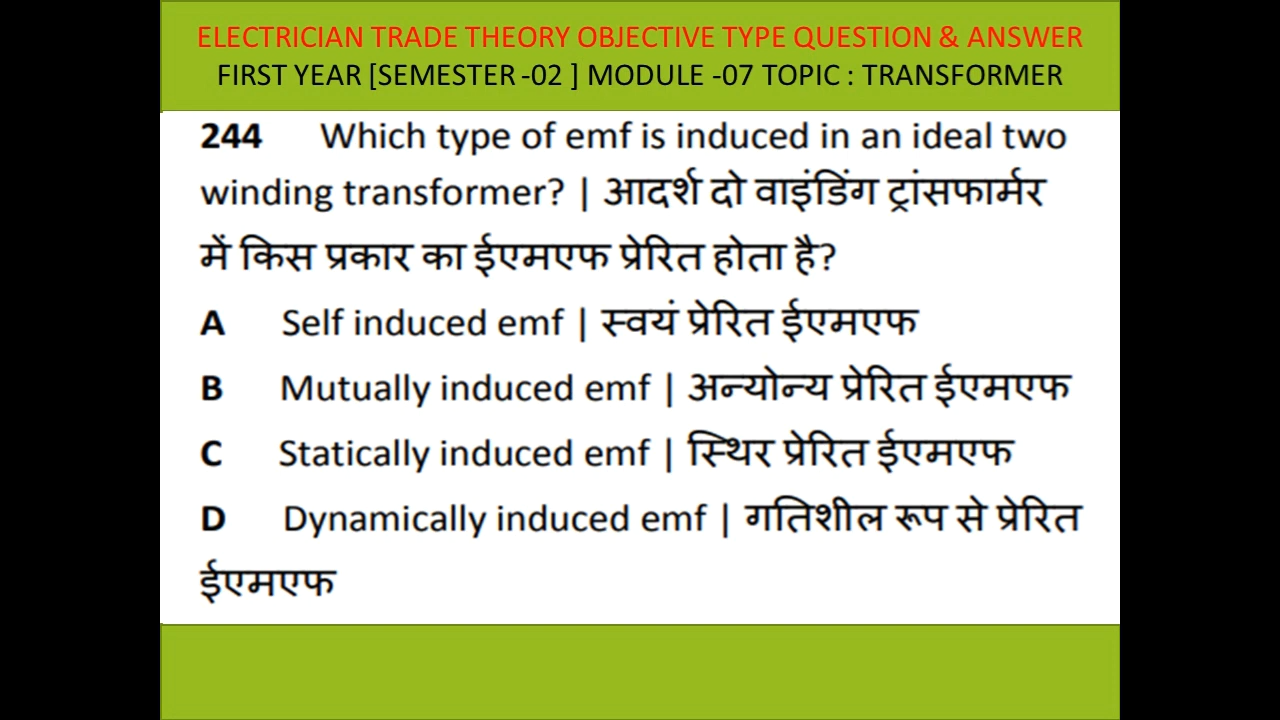 ELECTRICIAN TRADE THEORY OBJECTIVE TYPE QUESTION & ANSWER
FIRST YEAR [SEMESTER -02 ] MODULE -07 TOPIC : TRANSFORMER
244 Which type of emf is induced in an ideal two
winding transformer? | आदर्श दो वाइंडिंग ट्रांसफार्मर
में किस प्रकार का ईएमएफ प्रेरित होता है?
A Self induced emf | स्वयं प्रेरित ईएमएफ
B Mutually induced emf | अन्योन्य प्रेरित ईएमएफ
C Statically induced emf | स्थिर प्रेरित ईएमएफ
D Dynamically induced emf | गतिशील रूप से प्रेरित
ईएमएफ